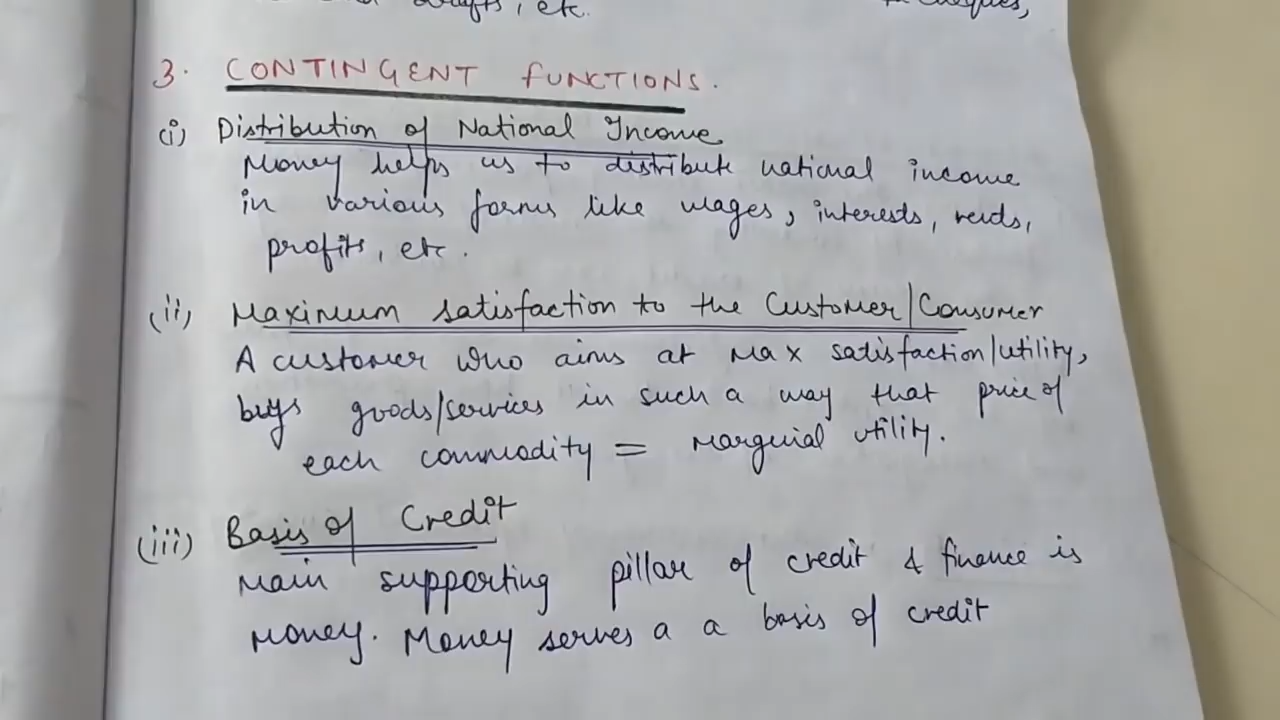 drafts, etc. cheques,
3. CONTINGENT FUNCTIONS.
(i) Distribution of National Income
Money helps us to distribute national income
in various forms like wages, interests, rents,
profits, etc.
(ii) Maximum satisfaction to the Customer/Consumer
A customer who aims at max satisfaction/utility,
buys goods/services in such a way that price of
each commodity = marginal utility.
(iii) Basis of Credit
Main supporting pillar of credit & finance is
money. Money serves a a basis of credit